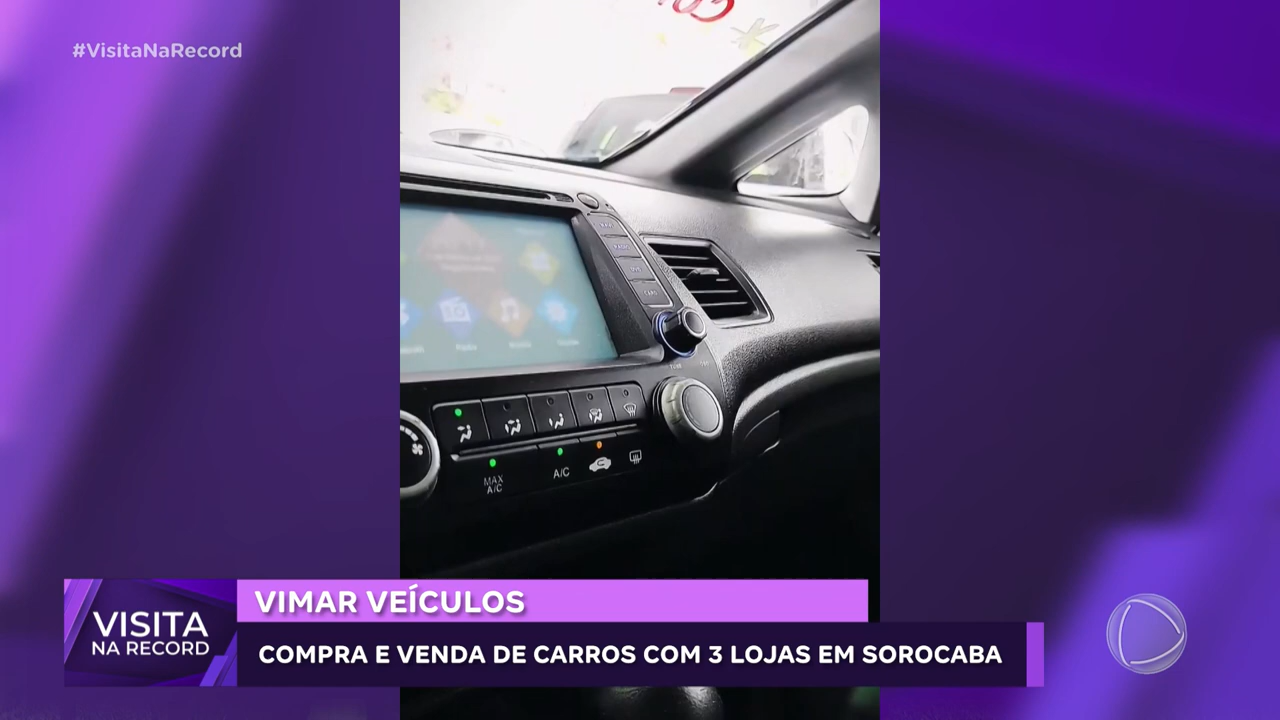 #VisitaNaRecord
MAX
A/C
A/C
VISITA
NA RECORD
VIMAR VEÍCULOS
COMPRA E VENDA DE CARROS COM 3 LOJAS EM SOROCABA